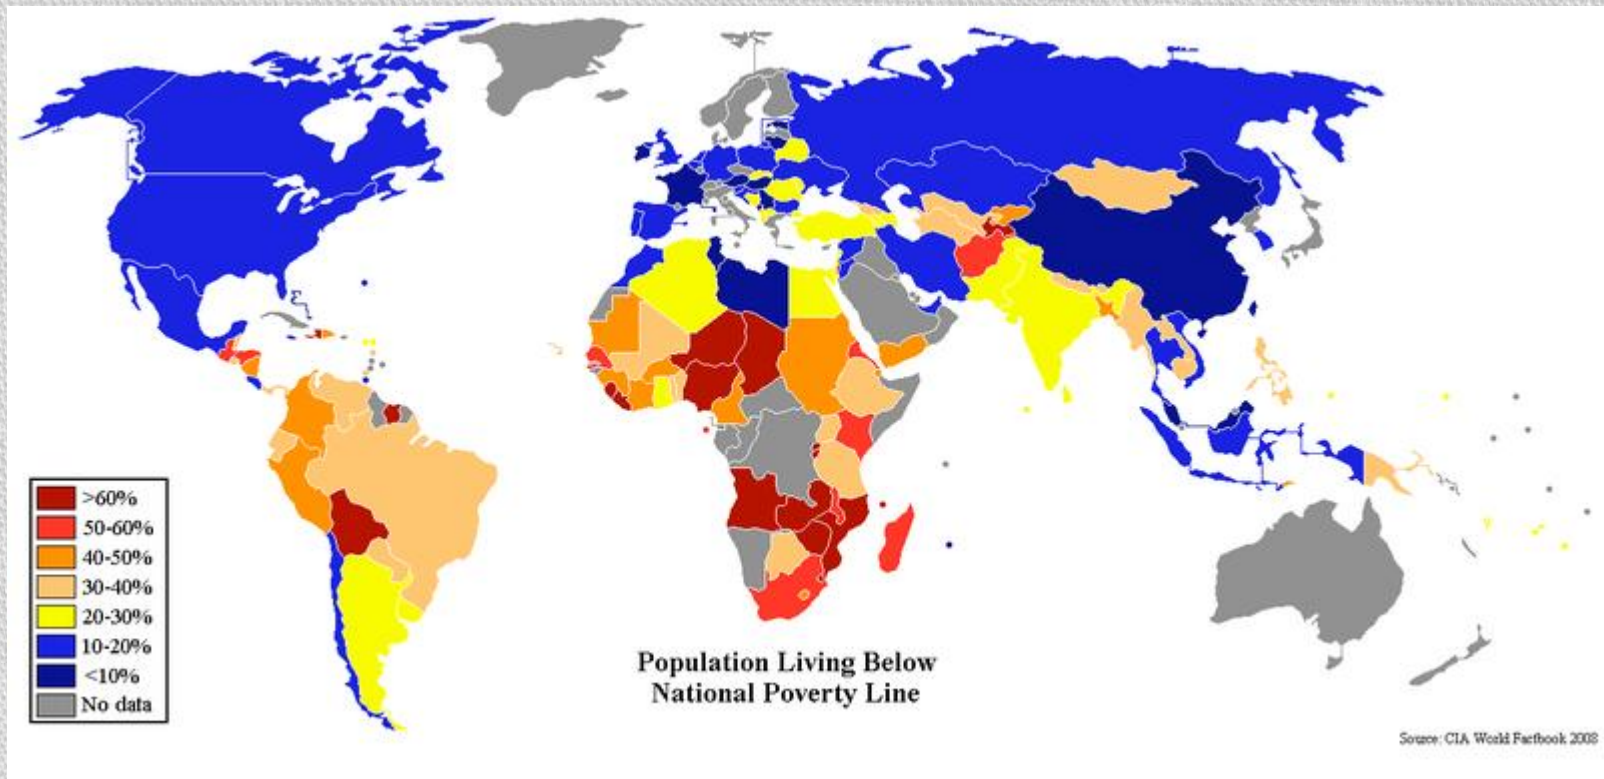 >60%
50-60%
40-50%
30-40%
20-30%
10-20%
<10%
No data
Population Living Below
National Poverty Line
Source: CIA World Factbook 2008